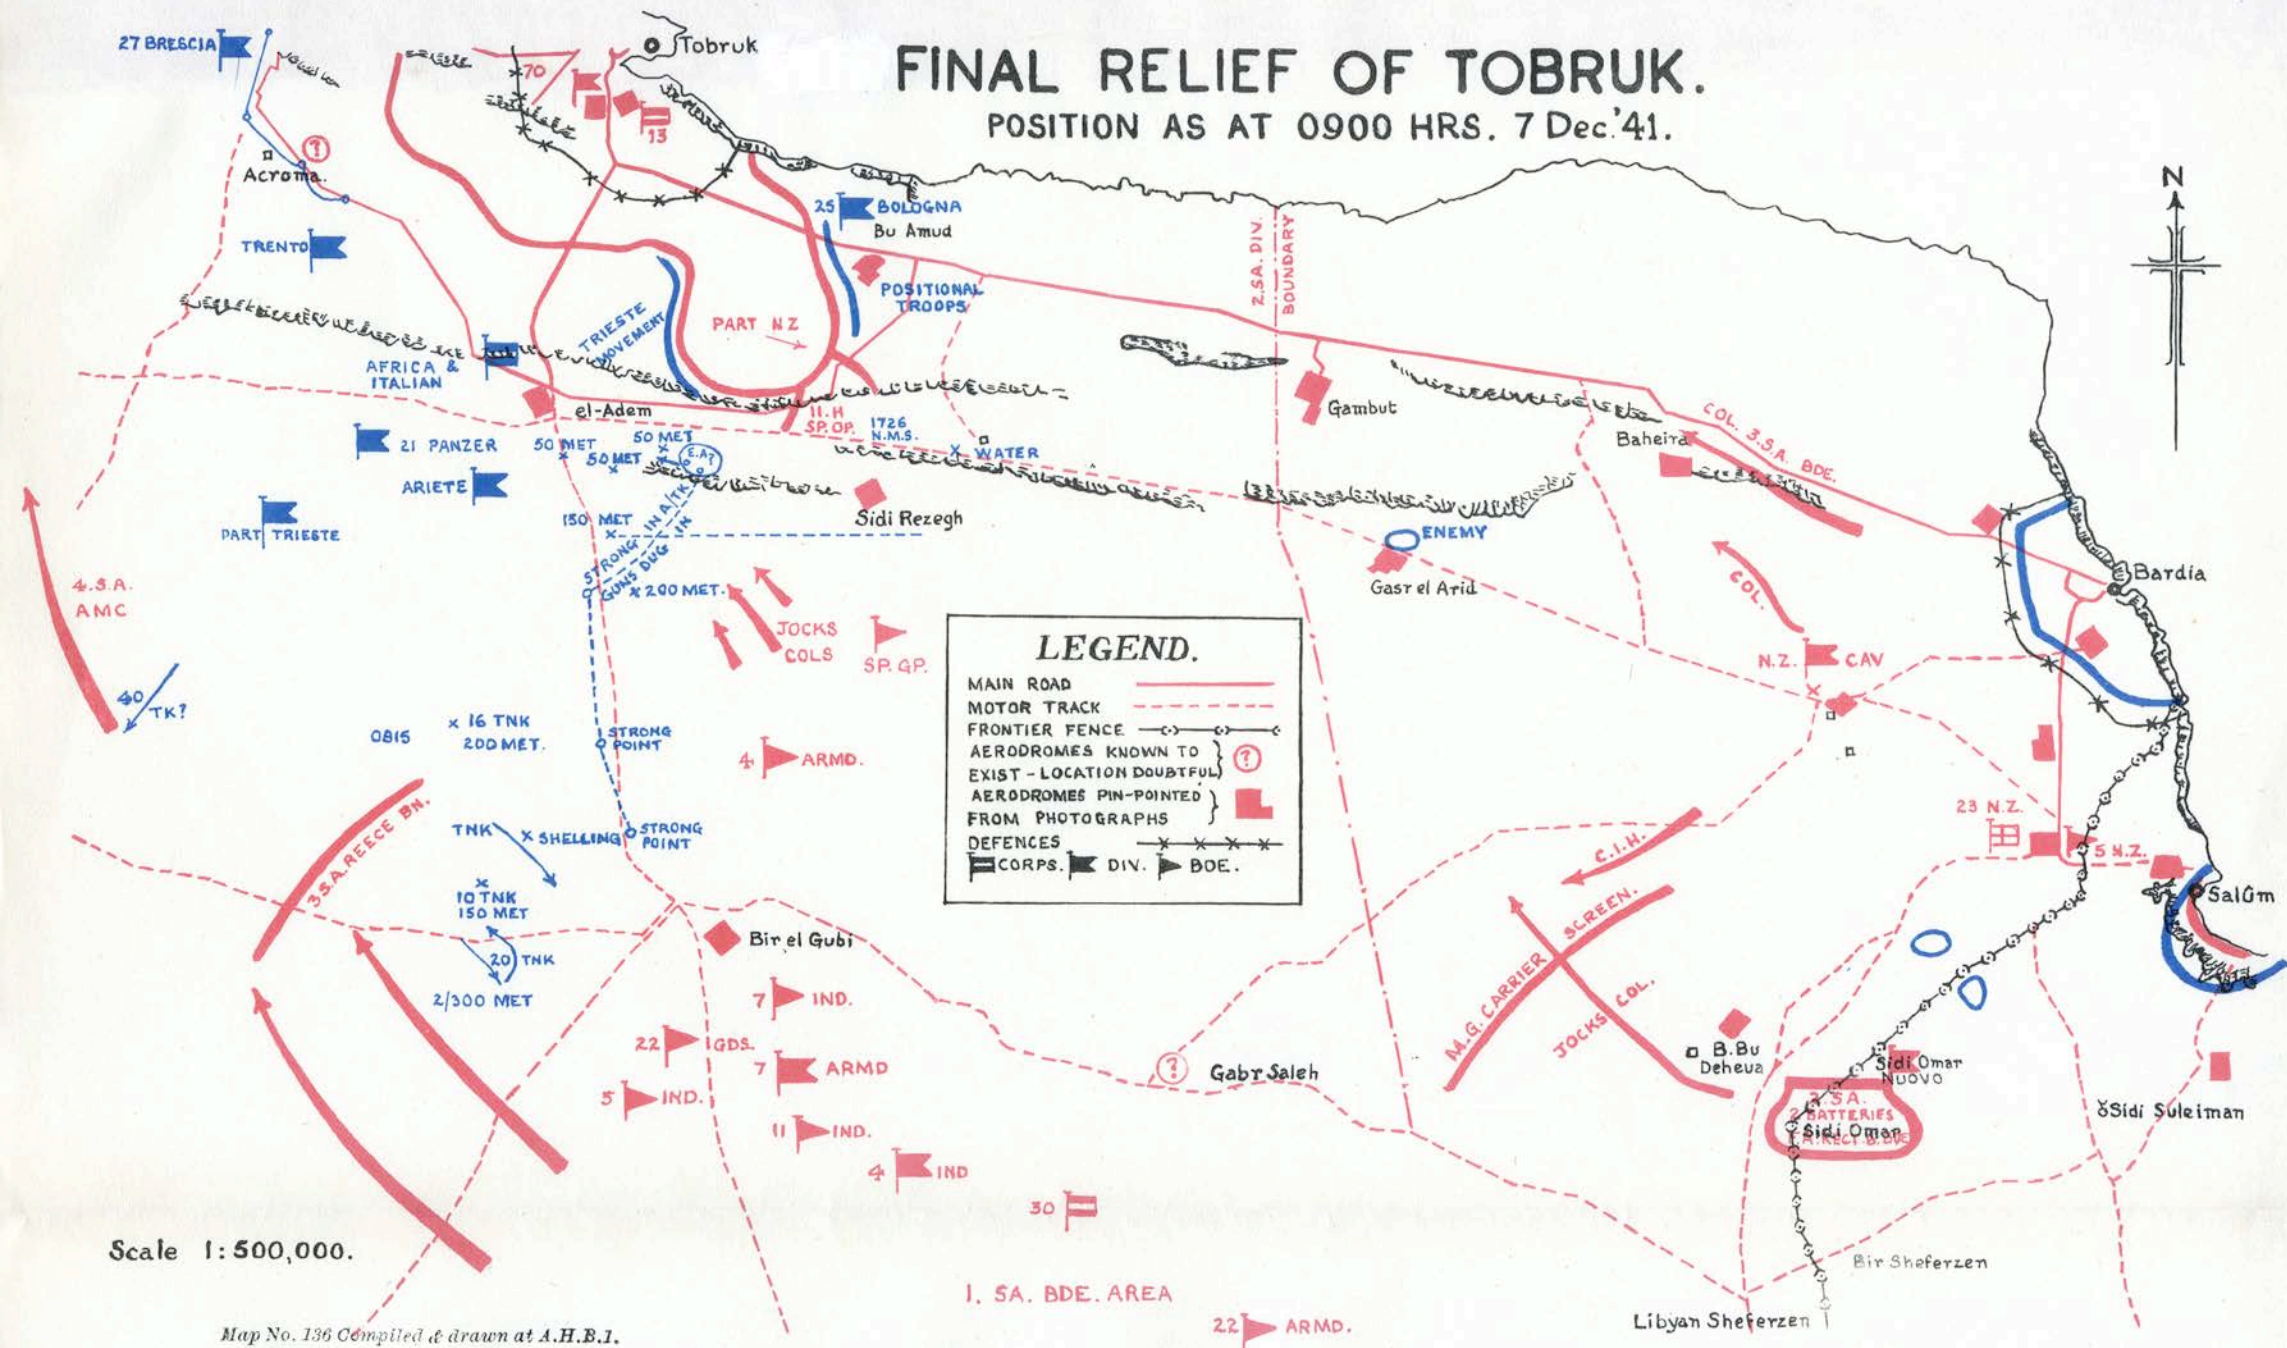 FINAL RELIEF OF TOBRUK.
POSITION AS AT 0900 HRS. 7 Dec.'41.
27 BRESCIA
Tobruk
70
13
?
Acroma.
TRENTO
25 BOLOGNA
Bu Amud
POSITIONAL
TROOPS
2.SA. DIV.
BOUNDARY
N
TRIESTE
MOVEMENT
PART NZ
AFRICA &
ITALIAN
el-Adem
11.H
SP.OP.
1726
N.M.S.
WATER
Gambut
Baheira
COL. 3.S.A. BDE.
21 PANZER
50 MET
50 MET
50 MET
E.A?
ARIETE
PART TRIESTE
150 MET
STRONG IN A/TK
GUNS DUG IN
Sidi Rezegh
200 MET.
ENEMY
Gasr el Arid
COL.
Bardia
4.S.A.
AMC
40
TK?
JOCKS
COLS
SP. GP.
N.Z. CAV
0815
16 TNK
200 MET.
STRONG
POINT
4 ARMD.
LEGEND.
MAIN ROAD
MOTOR TRACK
FRONTIER FENCE
AERODROMES KNOWN TO
EXIST - LOCATION DOUBTFUL
?
AERODROMES PIN-POINTED
FROM PHOTOGRAPHS
DEFENCES
CORPS. DIV. BDE.
3 S.A. REECE BN.
TNK
SHELLING
STRONG
POINT
10 TNK
150 MET
20 TNK
2/300 MET
Bir el Gubi
C.I.H.
M.G. CARRIER SCREEN.
JOCKS COL.
23 N.Z.
5 N.Z.
Salûm
7 IND.
22 GDS.
7 ARMD
5 IND.
11 IND.
4 IND
30
?
Gabr Saleh
B.Bu
Deheua
Sidi Omar
NUOVO
2.SA.
2 BATTERIES
Sidi Omar
Sidi Suleiman
Scale 1:500,000.
1. SA. BDE. AREA
22 ARMD.
Bir Sheferzen
Libyan Sheferzen
Map No. 136 Compiled & drawn at A.H.B.1.